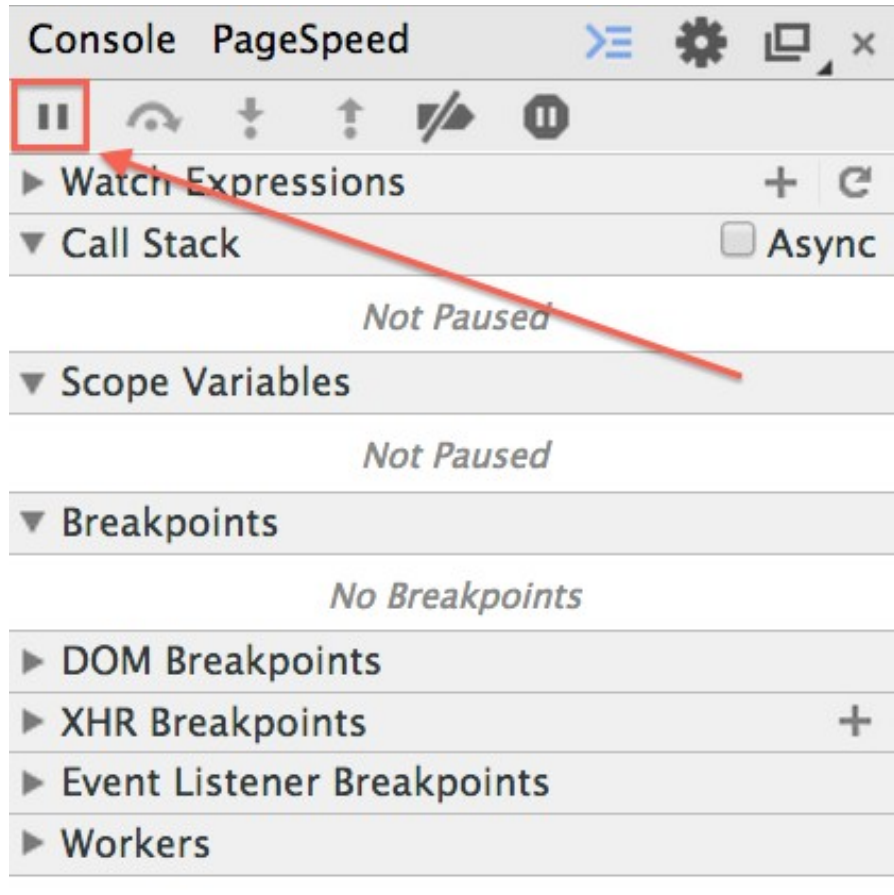 Console PageSpeed
Watch Expressions
Call Stack Async
Not Paused
Scope Variables
Not Paused
Breakpoints
No Breakpoints
DOM Breakpoints
XHR Breakpoints
Event Listener Breakpoints
Workers